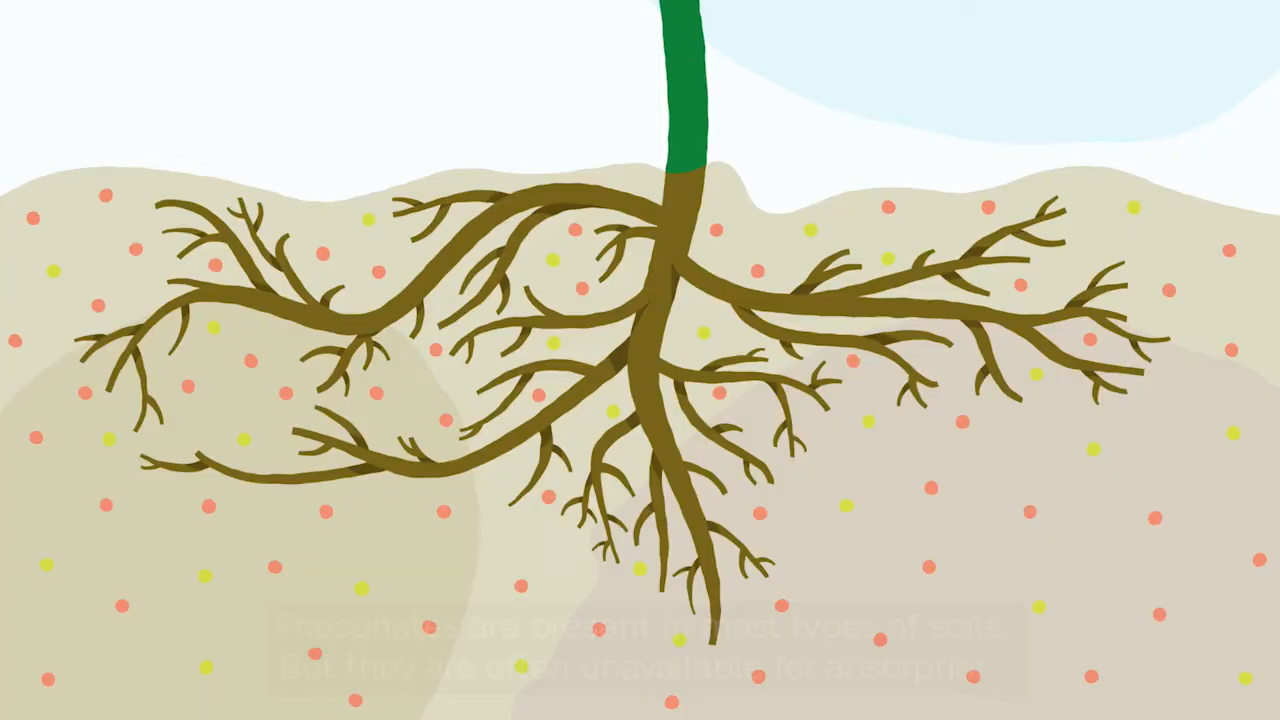 Phosphates are present in most types of soils
But they are often unavailable for absorption